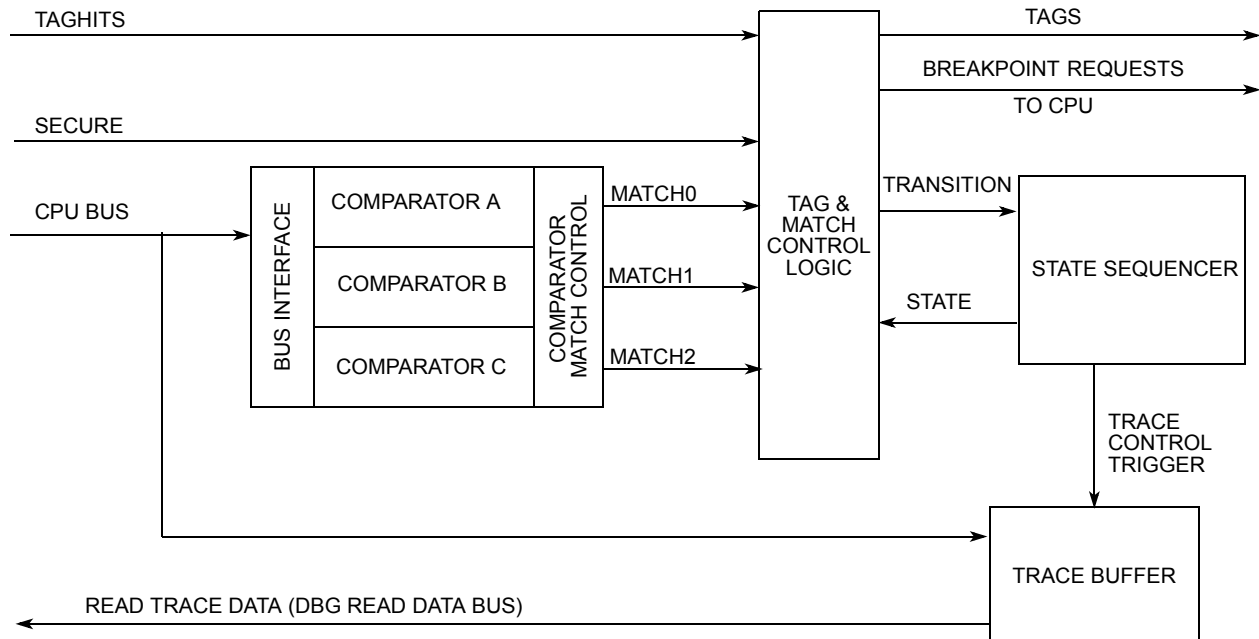 TAGHITS
TAGS
BREAKPOINT REQUESTS
TO CPU
SECURE
CPU BUS
BUS INTERFACE
COMPARATOR A
COMPARATOR B
COMPARATOR C
COMPARATOR
MATCH CONTROL
MATCH0
MATCH1
MATCH2
TAG &
MATCH
CONTROL
LOGIC
TRANSITION
STATE
STATE SEQUENCER
TRACE
CONTROL
TRIGGER
TRACE BUFFER
READ TRACE DATA (DBG READ DATA BUS)